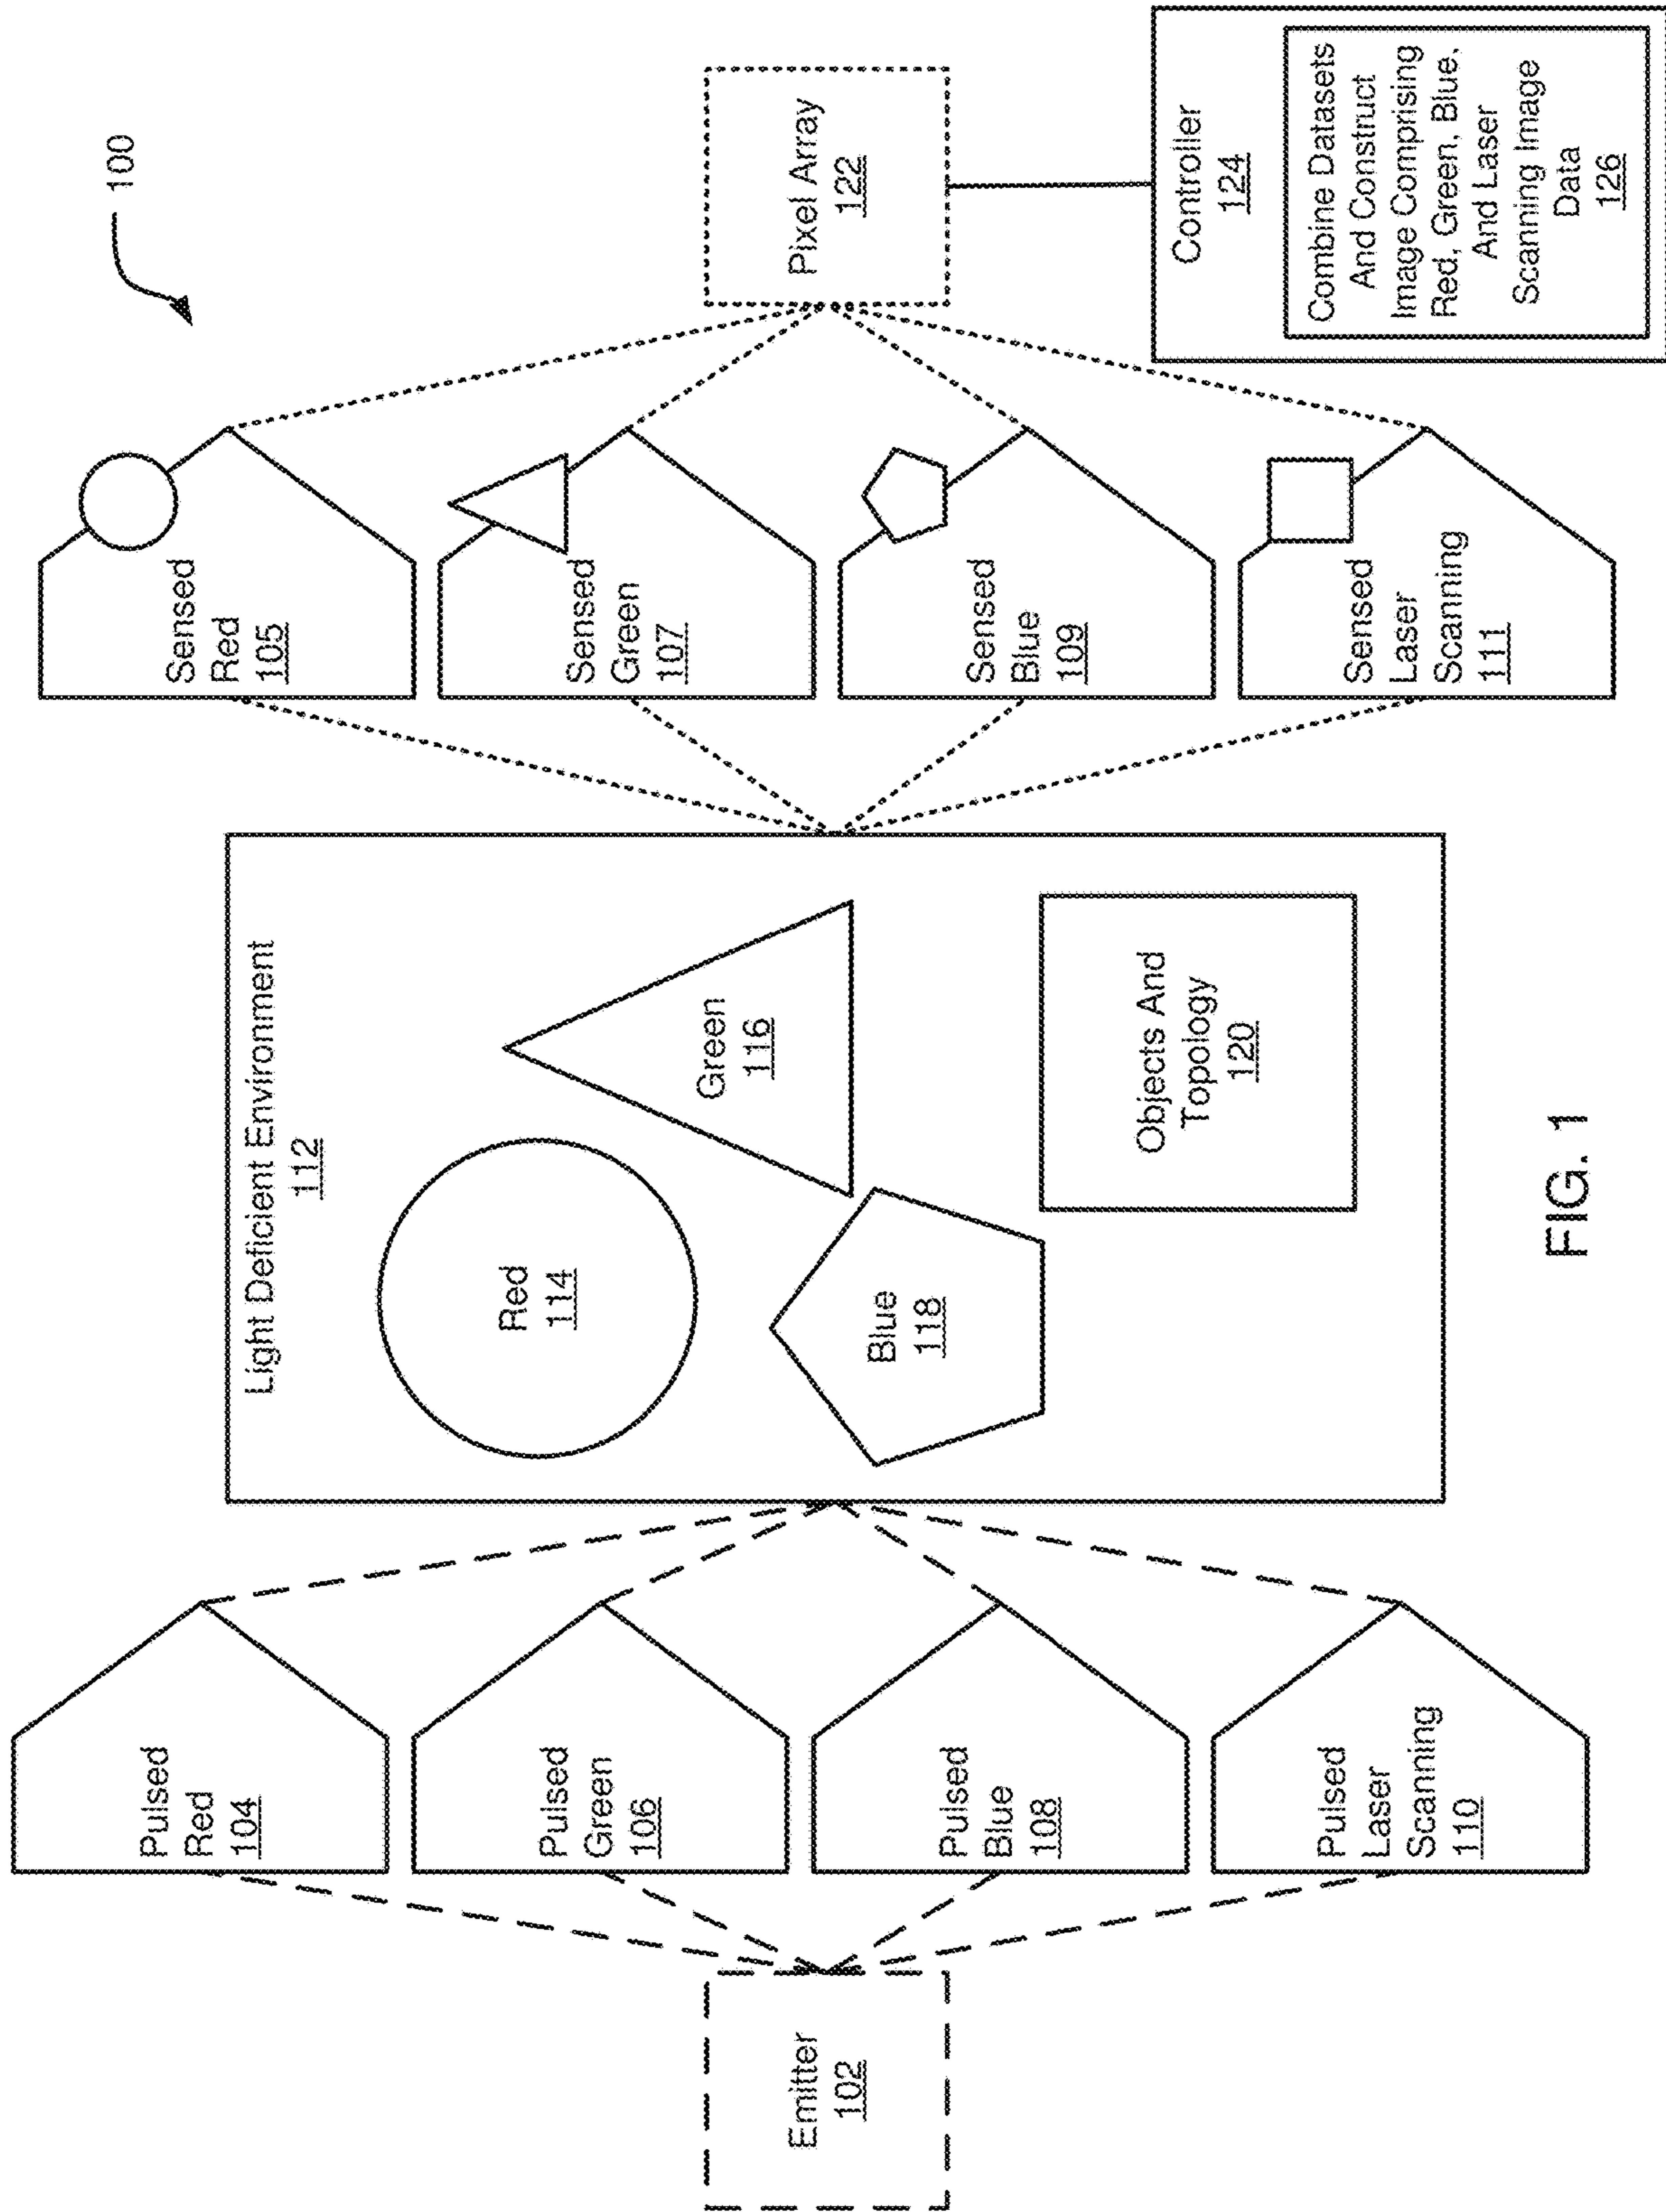 100
Emitter
102
Pulsed
Red
104
Pulsed
Green
106
Pulsed
Blue
108
Pulsed
Laser
Scanning
110
Light Deficient Environment
112
Red
114
Green
116
Blue
118
Objects And
Topology
120
Sensed
Red
105
Sensed
Green
107
Sensed
Blue
109
Sensed
Laser
Scanning
111
Pixel Array
122
Controller
124
Combine Datasets
And Construct
Image Comprising
Red, Green, Blue,
And Laser
Scanning Image
Data
126
FIG. 1